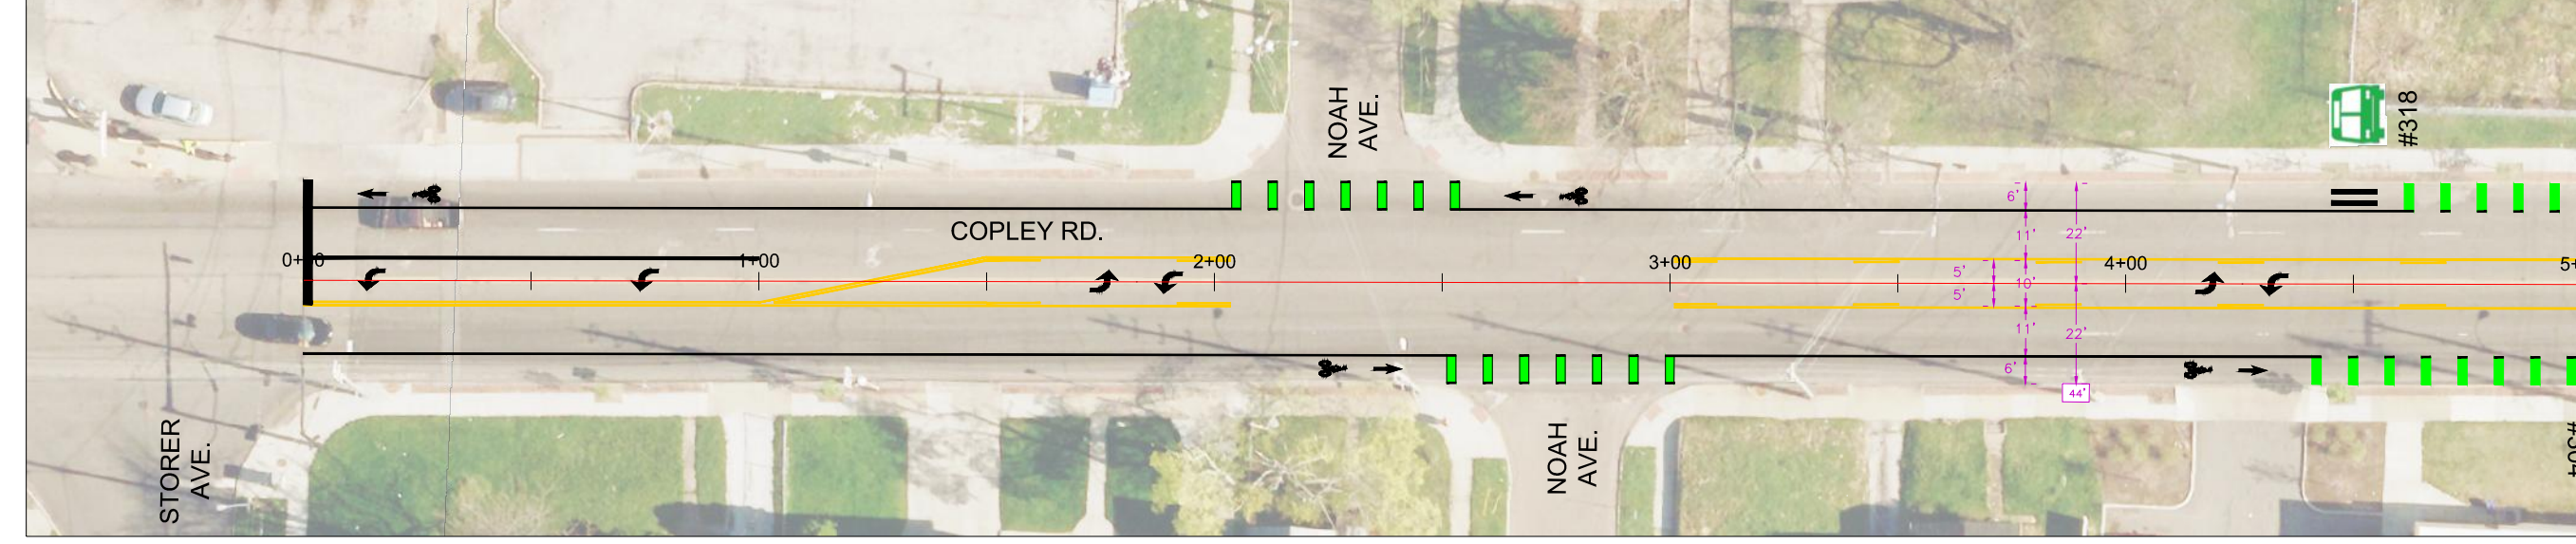 NOAH
AVE.
#318
COPLEY RD.
0+00
1+00
2+00
3+00
4+00
6'
11'
22'
5'
10'
5'
11'
22'
6'
44'
STORER
AVE.
NOAH
AVE.